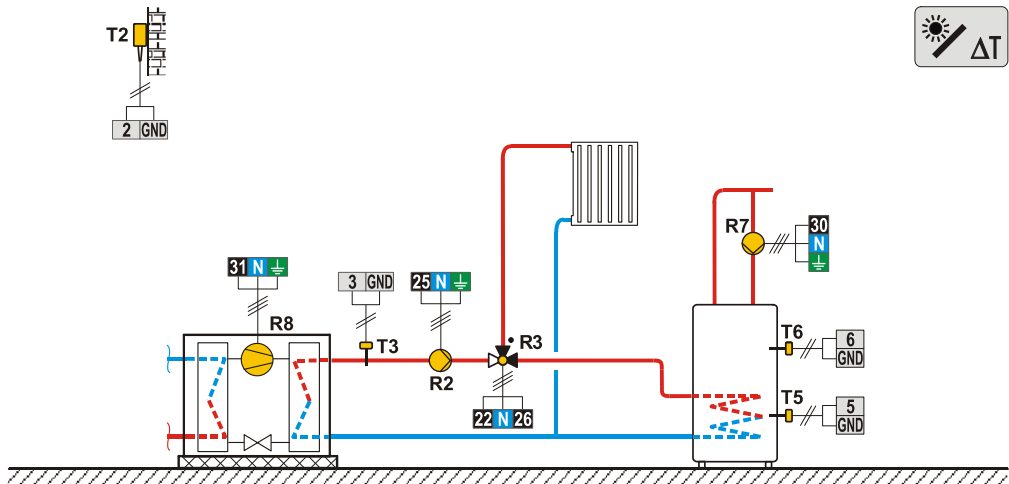 T2
ΔT
2 GND
R7
30
N
31 N
3 GND
25 N
R8
T3
R3
T6
6
GND
R2
22 N 26
T5
5
GND